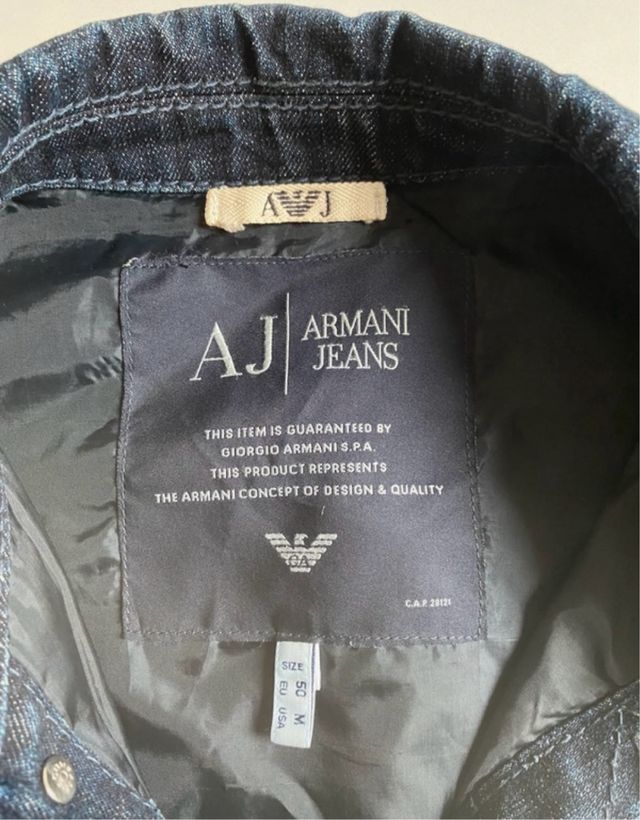 A J
AJ ARMANI
JEANS
THIS ITEM IS GUARANTEED BY
GIORGIO ARMANI S.P.A.
THIS PRODUCT REPRESENTS
THE ARMANI CONCEPT OF DESIGN & QUALITY
GA
C.A.P. 28121
SIZE 50 M
EU USA